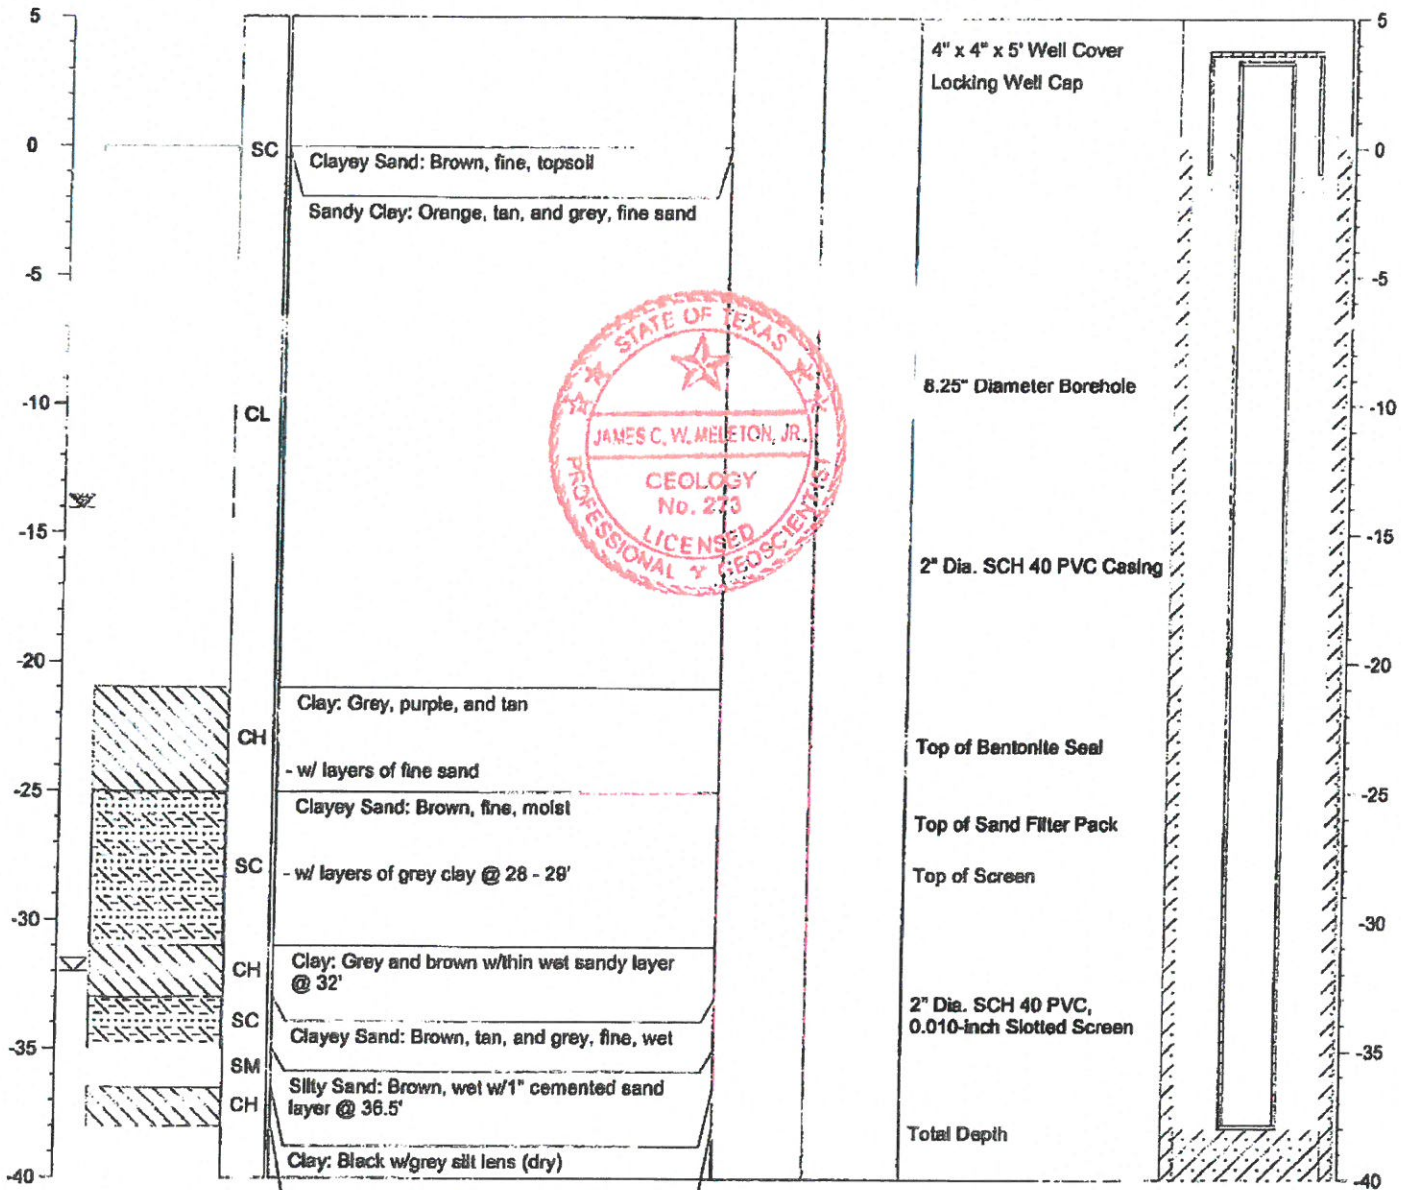 5
0
-5
-10
-15
-20
-25
-30
-35
-40
SC
CL
CH
SC
CH
SC
SM
CH
Clayey Sand: Brown, fine, topsoil
Sandy Clay: Orange, tan, and grey, fine sand
Clay: Grey, purple, and tan
- w/ layers of fine sand
Clayey Sand: Brown, fine, moist
- w/ layers of grey clay @ 28 - 29'
Clay: Grey and brown w/thin wet sandy layer
@ 32'
Clayey Sand: Brown, tan, and grey, fine, wet
Silty Sand: Brown, wet w/1" cemented sand
layer @ 36.5'
Clay: Black w/grey silt lens (dry)
STATE OF TEXAS
JAMES C. W. MELETON, JR.
GEOLOGY
No. 273
LICENSED
PROFESSIONAL GEOSCIENTIST
4" x 4" x 5' Well Cover
Locking Well Cap
8.25" Diameter Borehole
2" Dia. SCH 40 PVC Casing
Top of Bentonite Seal
Top of Sand Filter Pack
Top of Screen
2" Dia. SCH 40 PVC,
0.010-inch Slotted Screen
Total Depth
5
0
-5
-10
-15
-20
-25
-30
-35
-40